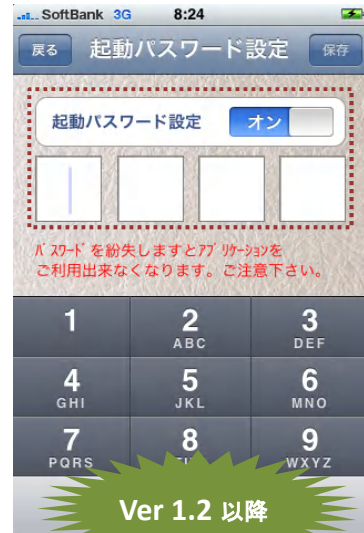 SoftBank 3G 8:24
戻る 起動パスワード設定 保存
起動パスワード設定 オン
パスワードを紛失しますとアプリケーションを
ご利用出来なくなります。ご注意下さい。
1 2 3
ABC DEF
4 5 6
GHI JKL MNO
7 8 9
PQRS WXYZ
Ver 1.2 以降